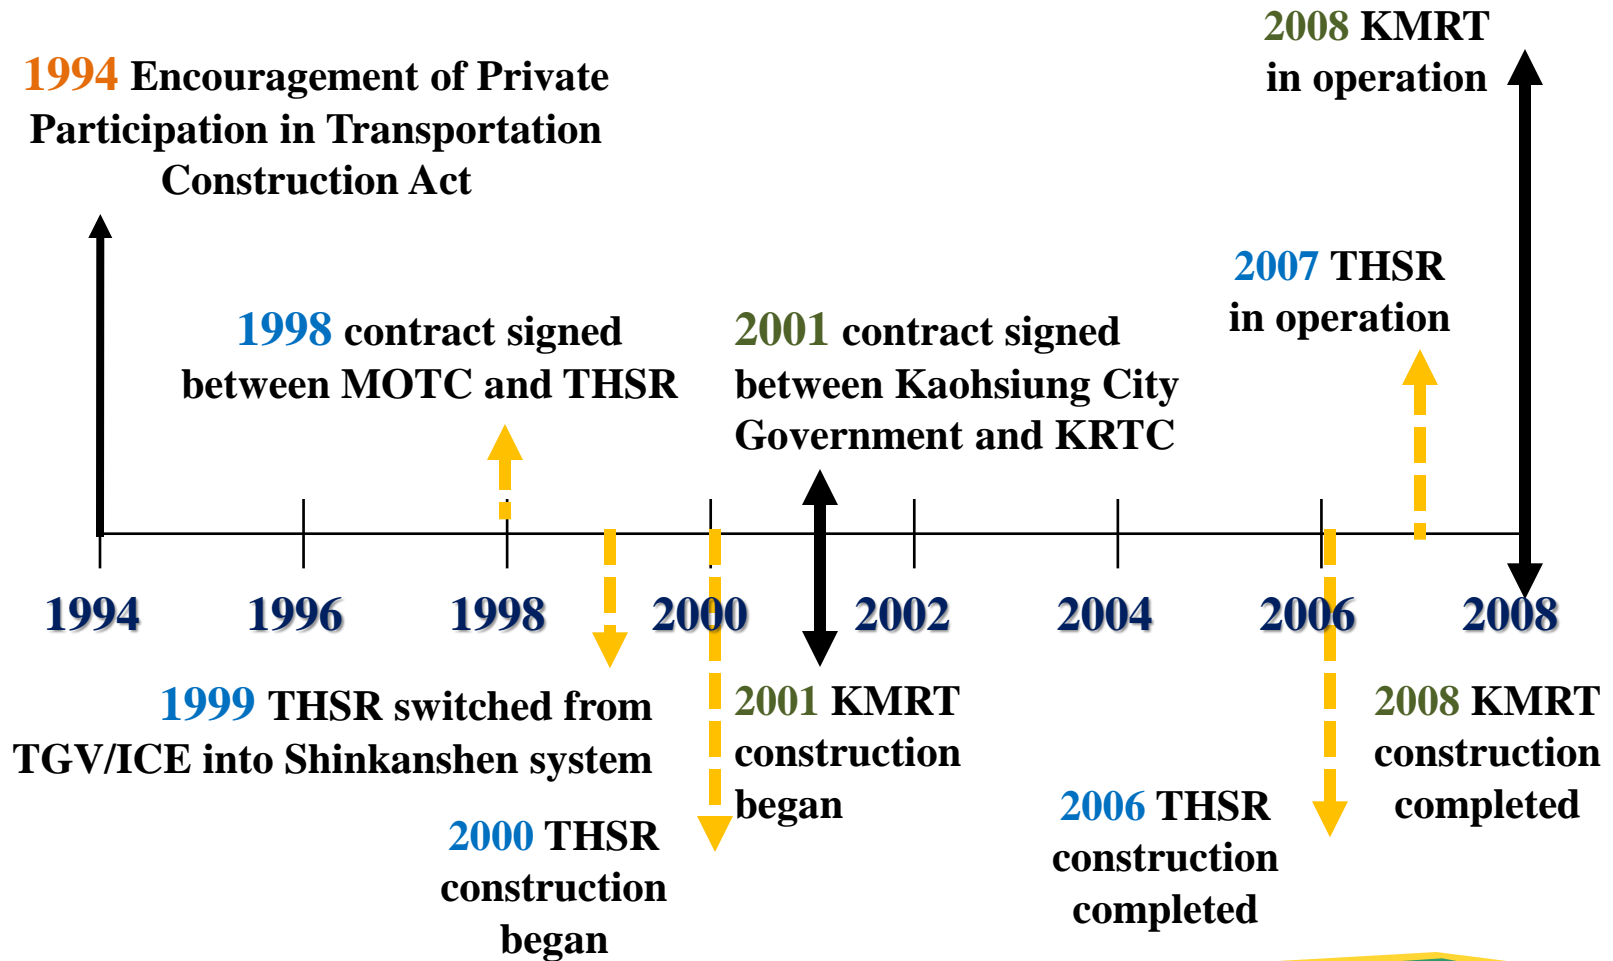 2008 KMRT
in operation
1994 Encouragement of Private
Participation in Transportation
Construction Act
2007 THSR
in operation
1998 contract signed
between MOTC and THSR
2001 contract signed
between Kaohsiung City
Government and KRTC
1994 1996 1998 2000 2002 2004 2006 2008
1999 THSR switched from
TGV/ICE into Shinkanshen system
2001 KMRT
construction
began
2008 KMRT
construction
completed
2000 THSR
construction
began
2006 THSR
construction
completed